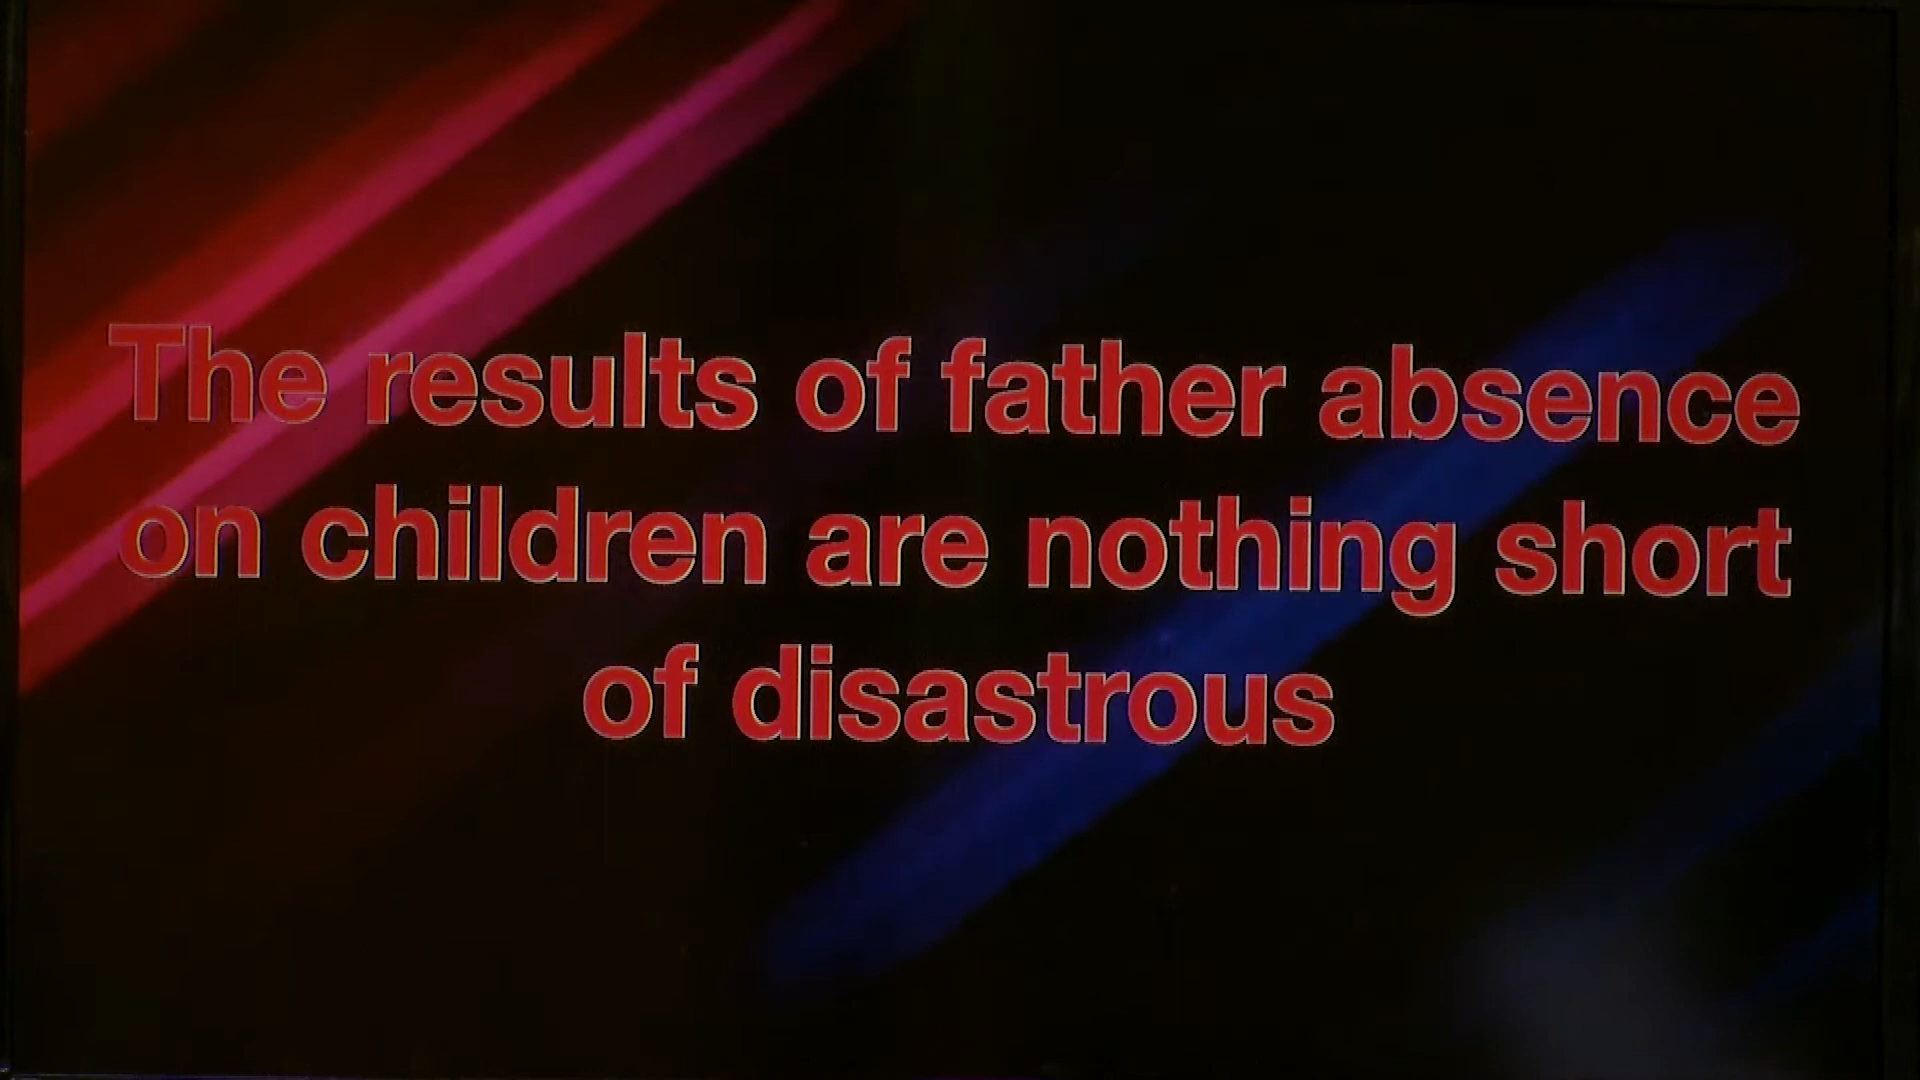 The results of father absence
on children are nothing short
of disastrous